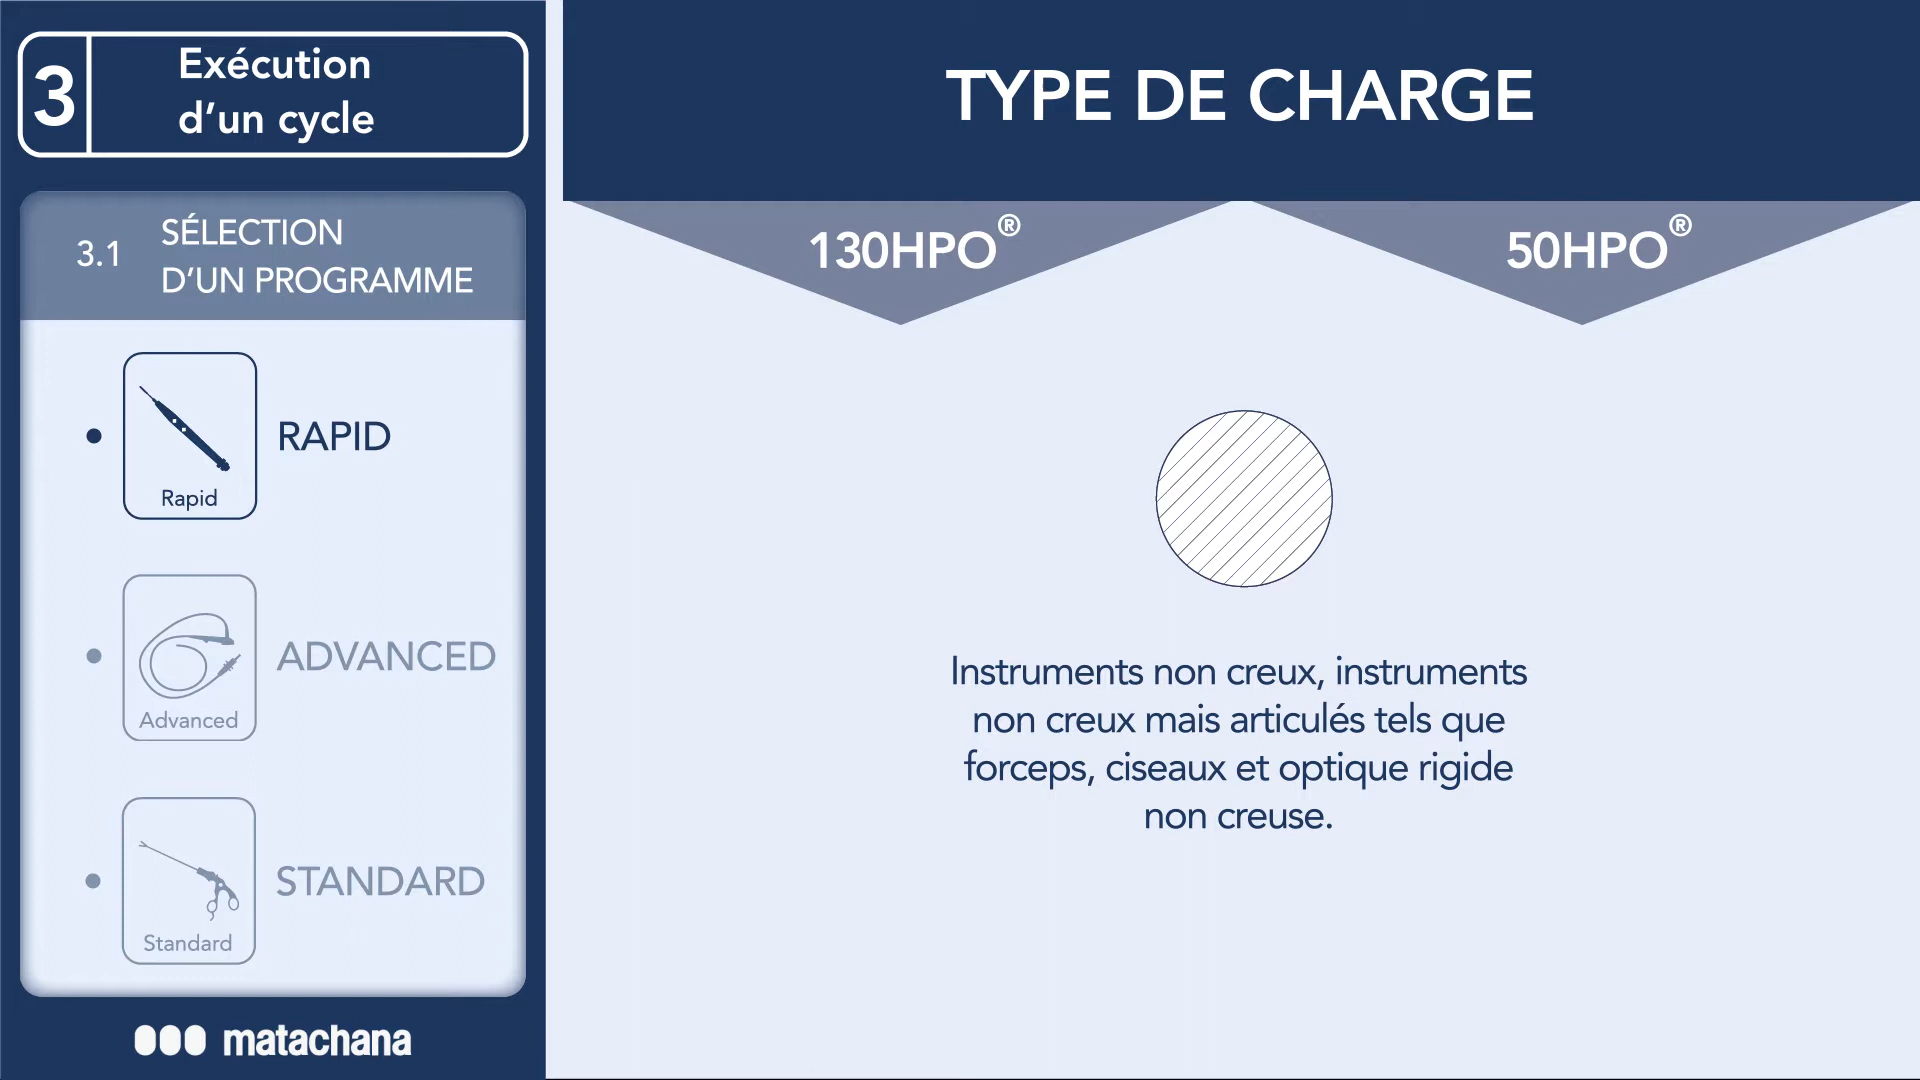 3
Exécution
d’un cycle
3.1
SÉLECTION
D’UN PROGRAMME
Rapid
RAPID
Advanced
ADVANCED
Standard
STANDARD
matachana
TYPE DE CHARGE
130HPO®
50HPO®
Instruments non creux, instruments
non creux mais articulés tels que
forceps, ciseaux et optique rigide
non creuse.